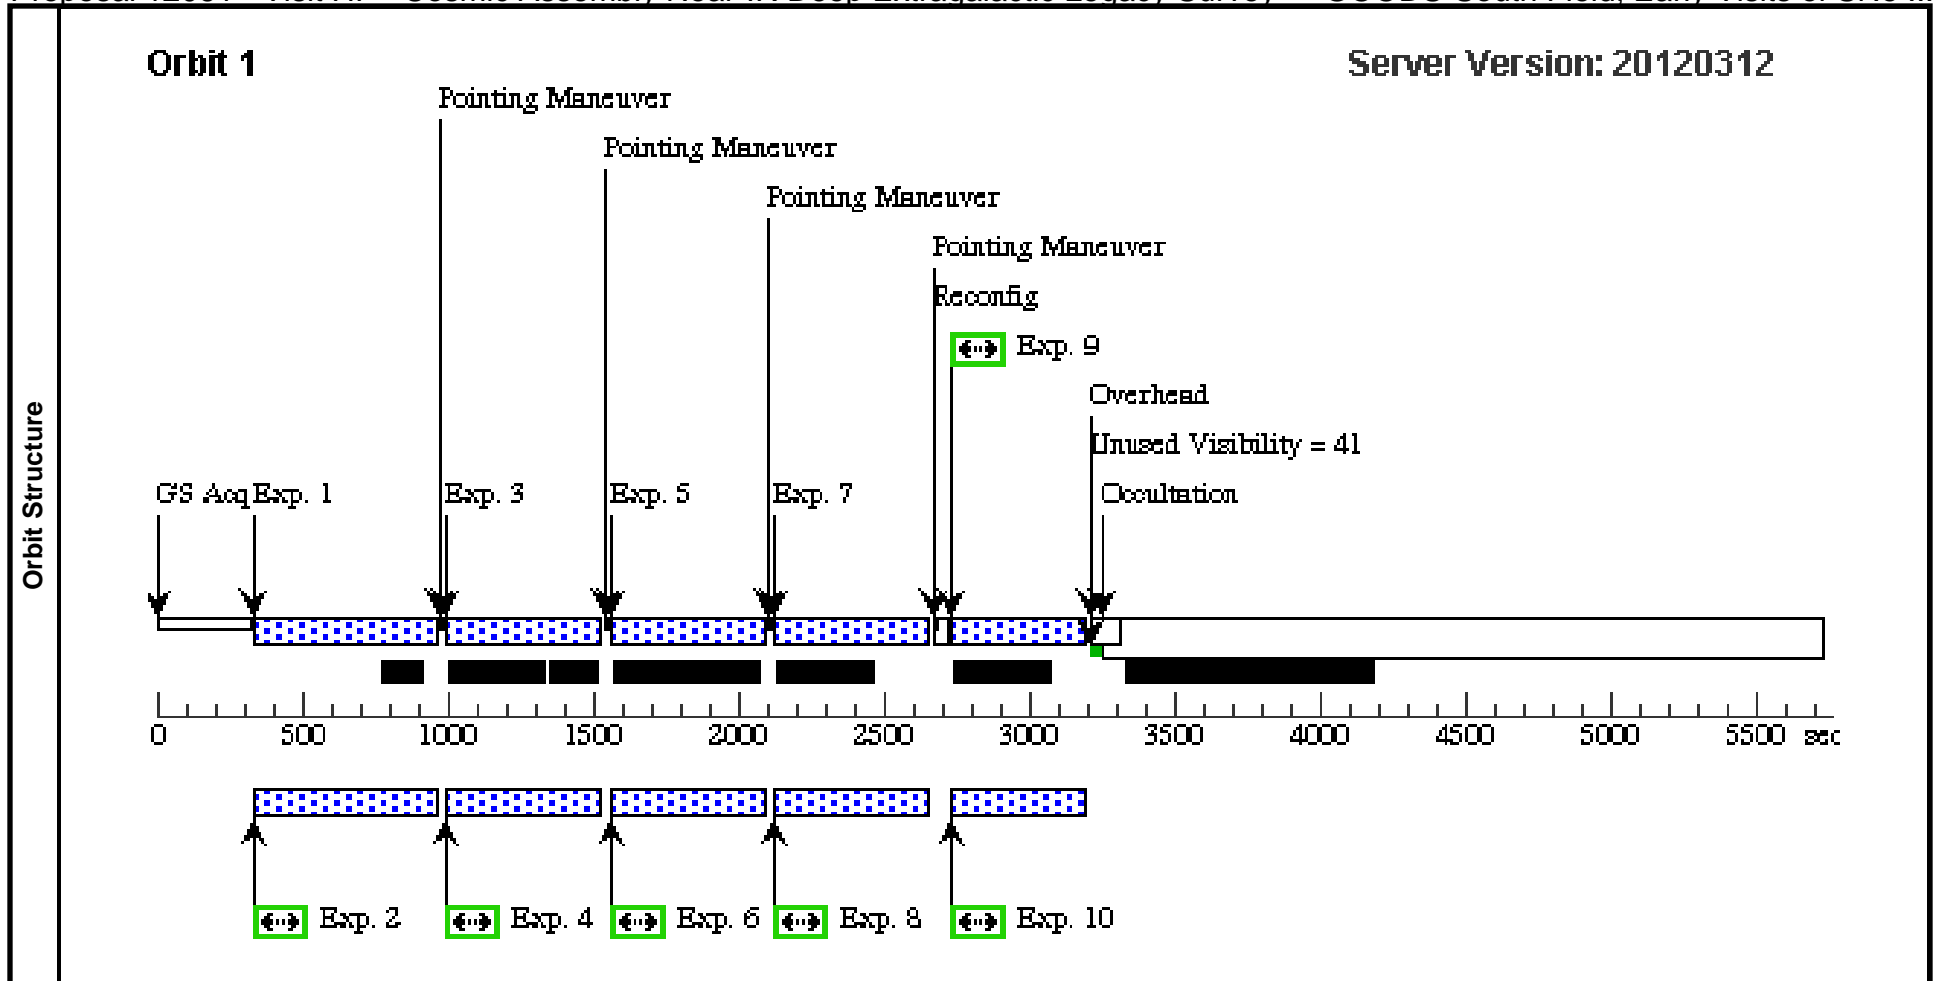 Orbit 1
Server Version: 20120312
Pointing Maneuver
Pointing Maneuver
Pointing Maneuver
Pointing Maneuver
Reconfig
Exp. 9
Overhead
Unused Visibility = 41
GS Acq Exp. 1 Exp. 3 Exp. 5 Exp. 7 Occultation
Orbit Structure
0 500 1000 1500 2000 2500 3000 3500 4000 4500 5000 5500 sec
Exp. 2 Exp. 4 Exp. 6 Exp. 8 Exp. 10